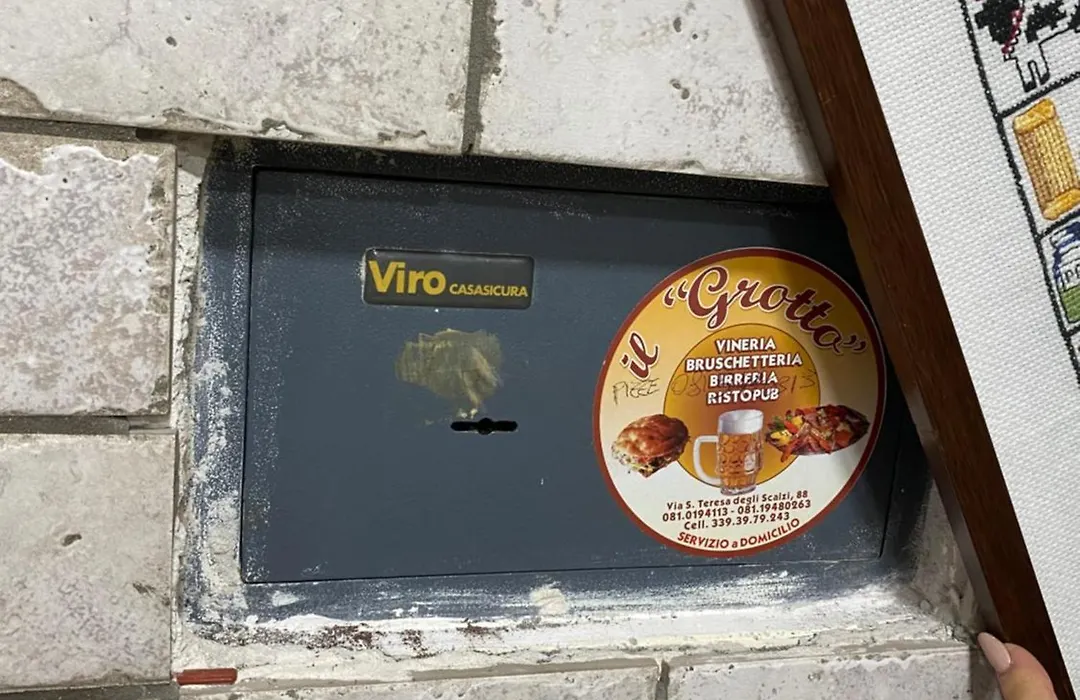 Viro CASASICURA
il "Grotto"
VINERIA
BRUSCHETTERIA
BIRRERIA
RISTOPUB
Via S. Teresa degli Scalzi, 88
081.0194113 - 081.19480263
Cell. 339.39.79.243
SERVIZIO a DOMICILIO